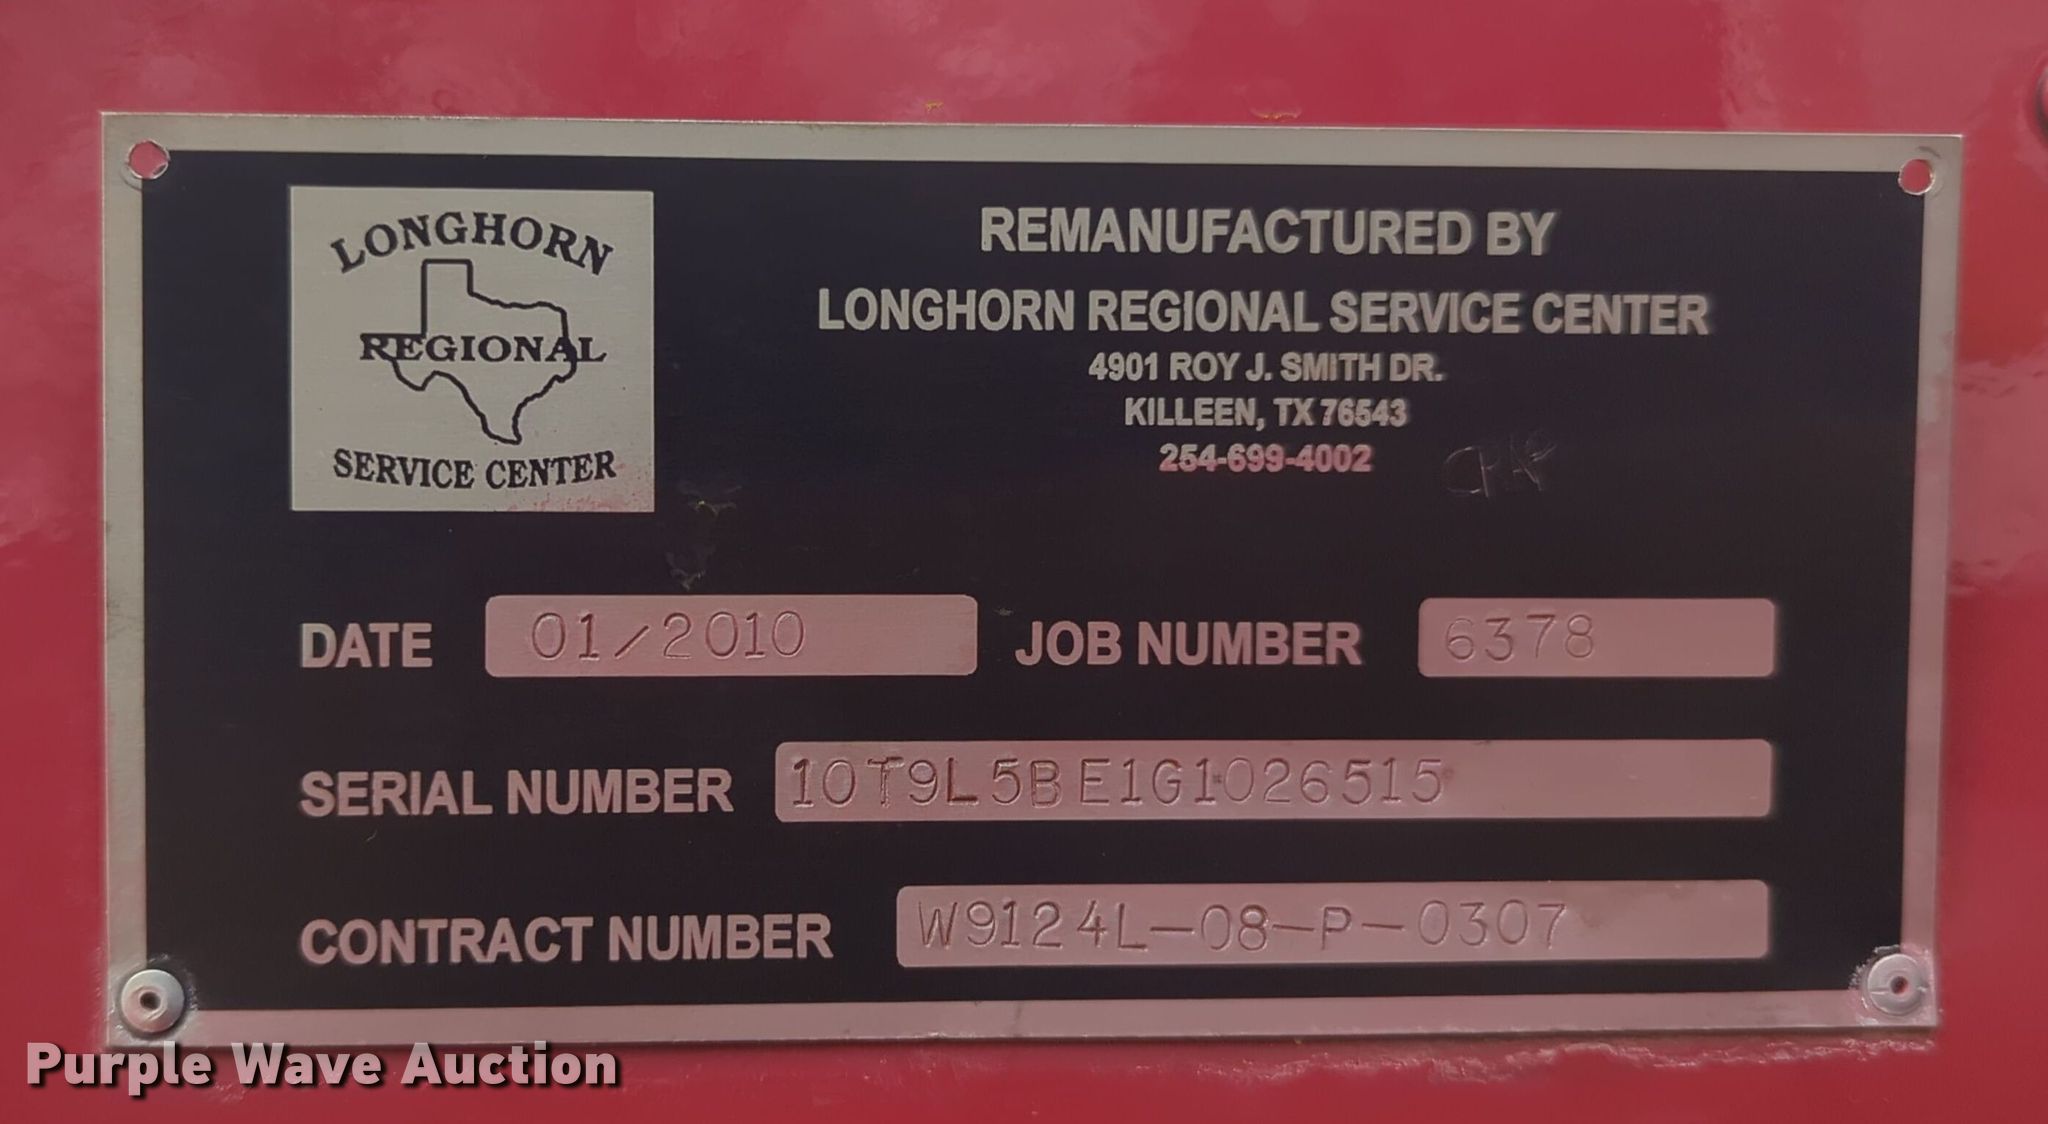 LONGHORN
REGIONAL
SERVICE CENTER
REMANUFACTURED BY
LONGHORN REGIONAL SERVICE CENTER
4901 ROY J. SMITH DR.
KILLEEN, TX 76543
254-699-4002
DATE 01/2010 JOB NUMBER 6378
SERIAL NUMBER 10T9L5BE1G1026515
CONTRACT NUMBER W9124L-08-P-0307
Purple Wave Auction